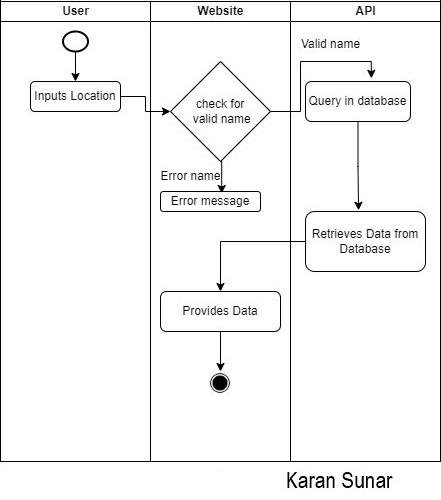 User
Website
API
Valid name
Inputs Location
check for
valid name
Query in database
Error name
Error message
Retrieves Data from
Database
Provides Data
Karan Sunar